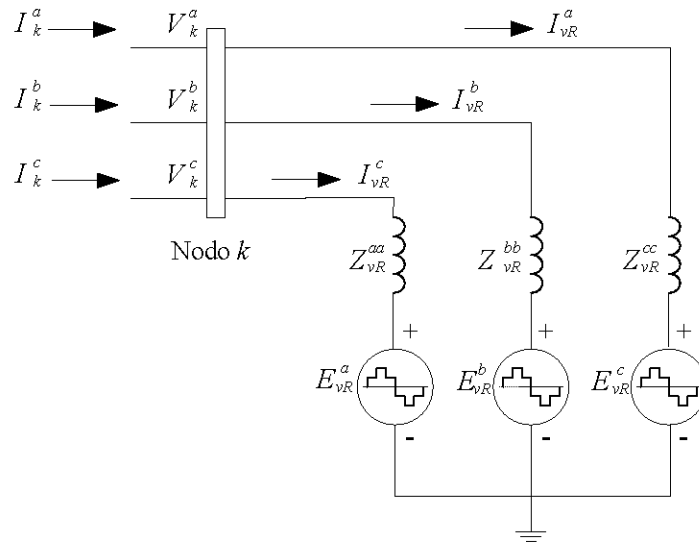 I_k^a V_k^a I_vR^a
I_k^b V_k^b I_vR^b
I_k^c V_k^c I_vR^c
Nodo k
Z_vR^aa Z_vR^bb Z_vR^cc
+ + +
E_vR^a E_vR^b E_vR^c
- - -